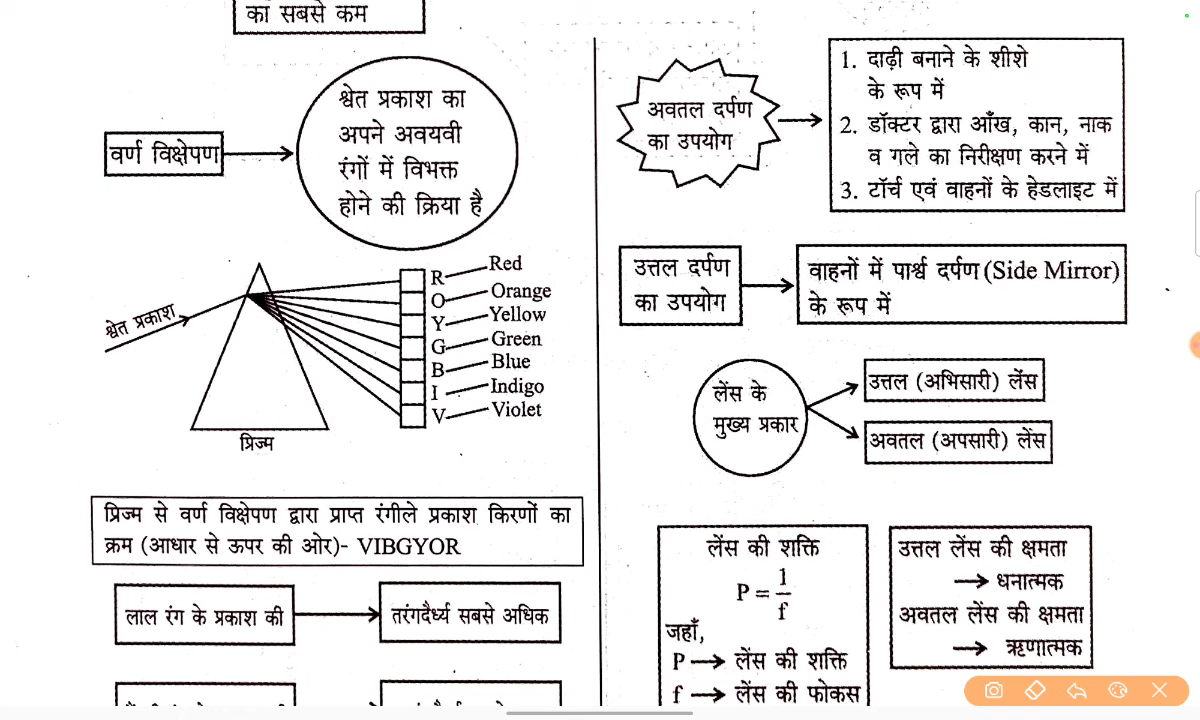 का सबसे कम
वर्ण विक्षेपण
श्वेत प्रकाश का
अपने अवयवी
रंगों में विभक्त
होने की क्रिया है
श्वेत प्रकाश
R
O
Y
G
B
I
V
Red
Orange
Yellow
Green
Blue
Indigo
Violet
प्रिज्म
प्रिज्म से वर्ण विक्षेपण द्वारा प्राप्त रंगीले प्रकाश किरणों का
क्रम (आधार से ऊपर की ओर)- VIBGYOR
लाल रंग के प्रकाश की
तरंगदैर्ध्य सबसे अधिक
अवतल दर्पण
का उपयोग
1. दाढ़ी बनाने के शीशे
के रूप में
2. डॉक्टर द्वारा आँख, कान, नाक
व गले का निरीक्षण करने में
3. टॉर्च एवं वाहनों के हेडलाइट में
उत्तल दर्पण
का उपयोग
वाहनों में पार्श्व दर्पण (Side Mirror)
के रूप में
लेंस के
मुख्य प्रकार
उत्तल (अभिसारी) लेंस
अवतल (अपसारी) लेंस
लेंस की शक्ति
P = 1/f
जहाँ,
P → लेंस की शक्ति
f → लेंस की फोकस
उत्तल लेंस की क्षमता
→ धनात्मक
अवतल लेंस की क्षमता
→ ऋणात्मक